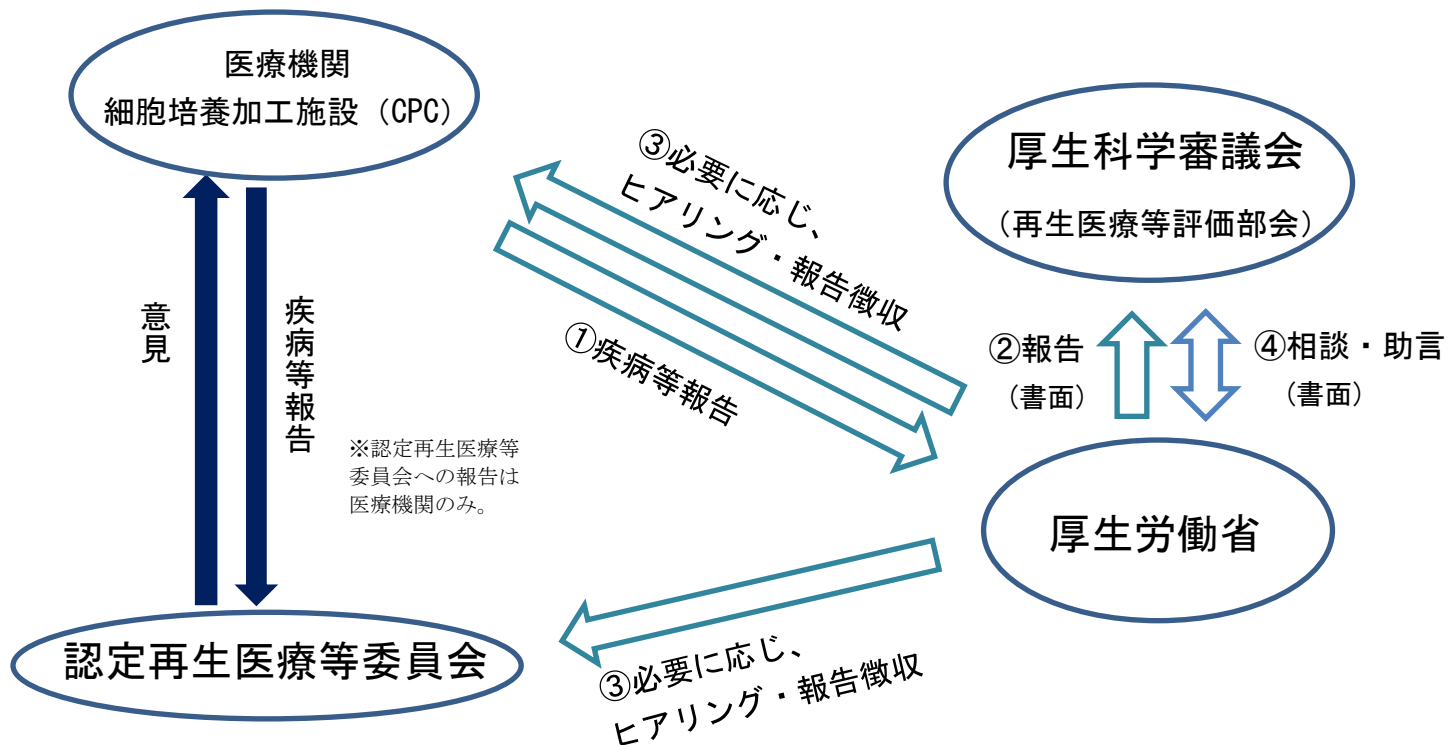 医療機関
細胞培養加工施設（CPC）
厚生科学審議会
（再生医療等評価部会）
③必要に応じ、
ヒアリング・報告徴収
①疾病等報告
②報告
（書面）
④相談・助言
（書面）
意見
疾病等報告
※認定再生医療等
委員会への報告は
医療機関のみ。
厚生労働省
認定再生医療等委員会
③必要に応じ、
ヒアリング・報告徴収